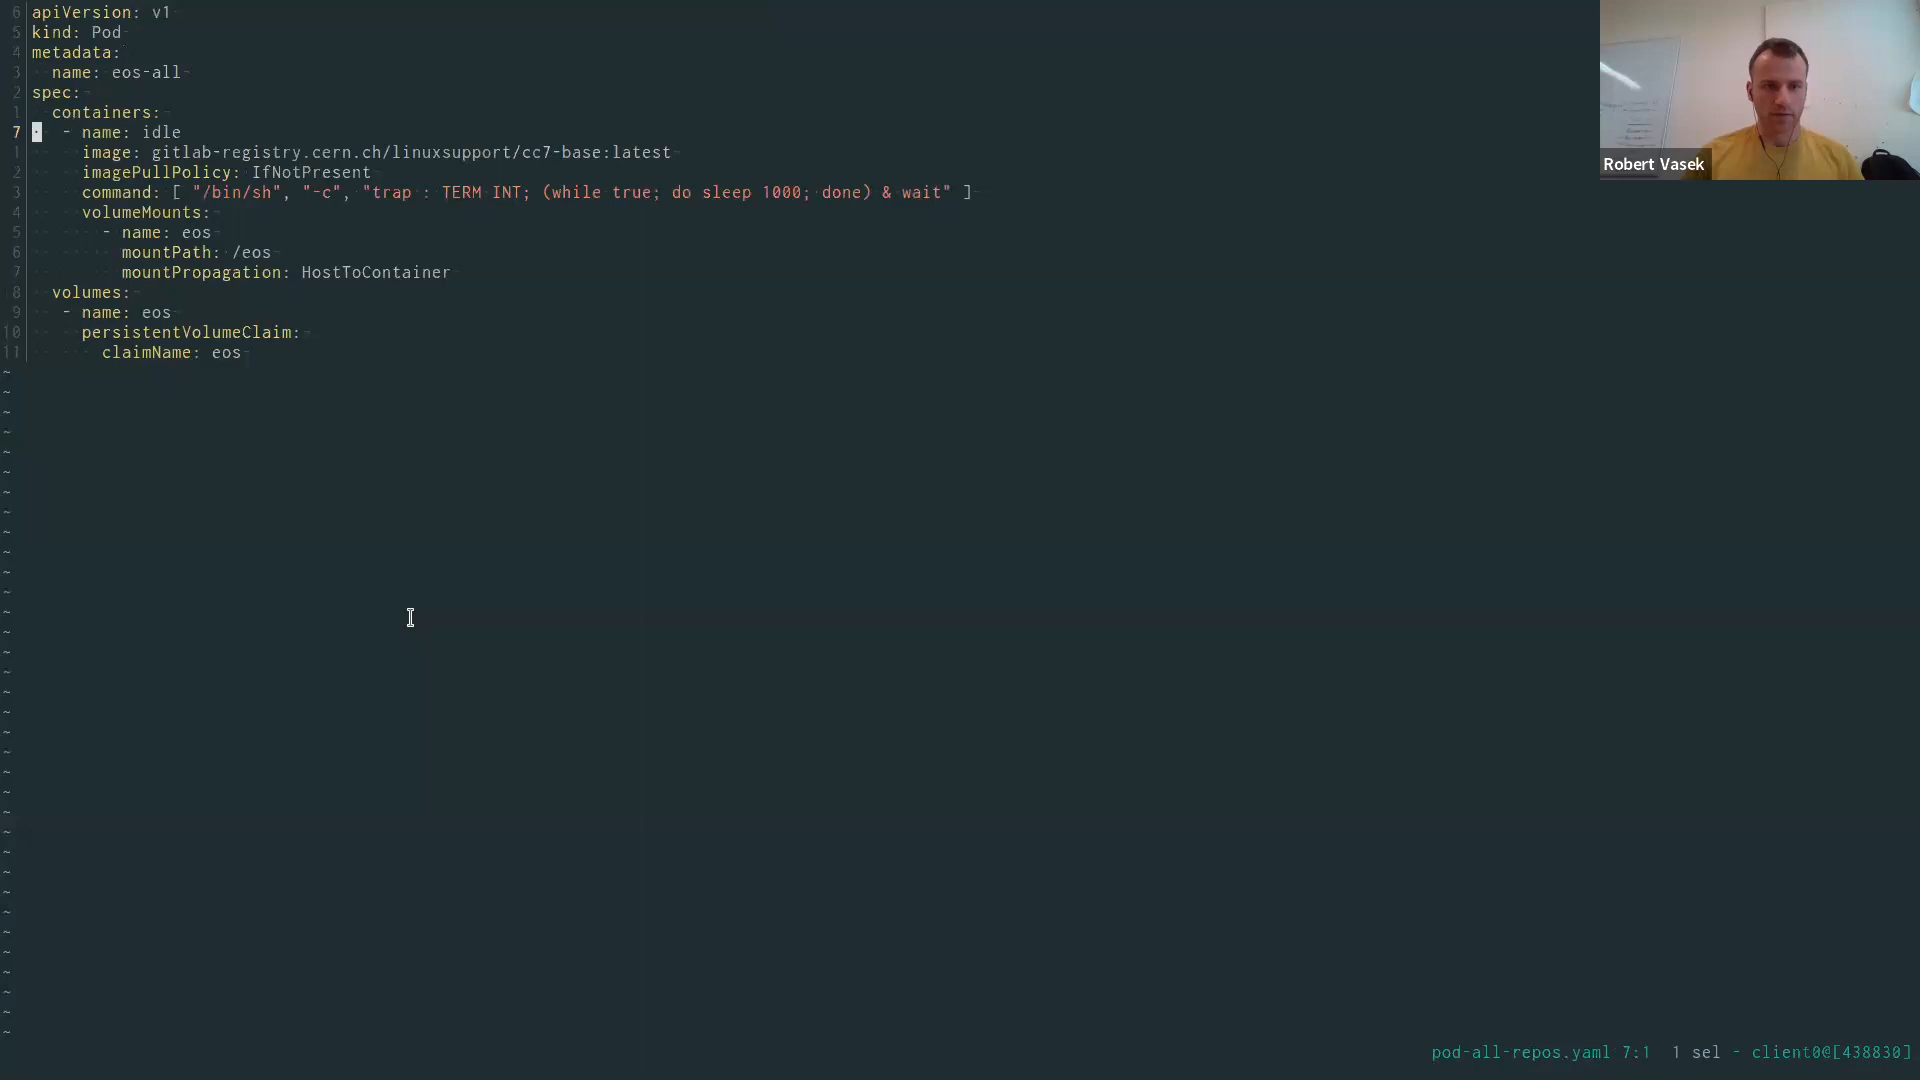 6 apiVersion: v1
5 kind: Pod
4 metadata:
3   name: eos-all
2 spec:
1   containers:
7    - name: idle
1      image: gitlab-registry.cern.ch/linuxsupport/cc7-base:latest
2      imagePullPolicy: IfNotPresent
3      command: [ "/bin/sh", "-c", "trap : TERM INT; (while true; do sleep 1000; done) & wait" ]
4      volumeMounts:
5        - name: eos
6          mountPath: /eos
7          mountPropagation: HostToContainer
8   volumes:
9    - name: eos
10      persistentVolumeClaim:
11        claimName: eos
Robert Vasek
pod-all-repos.yaml 7:1  1 sel - client0@[438830]